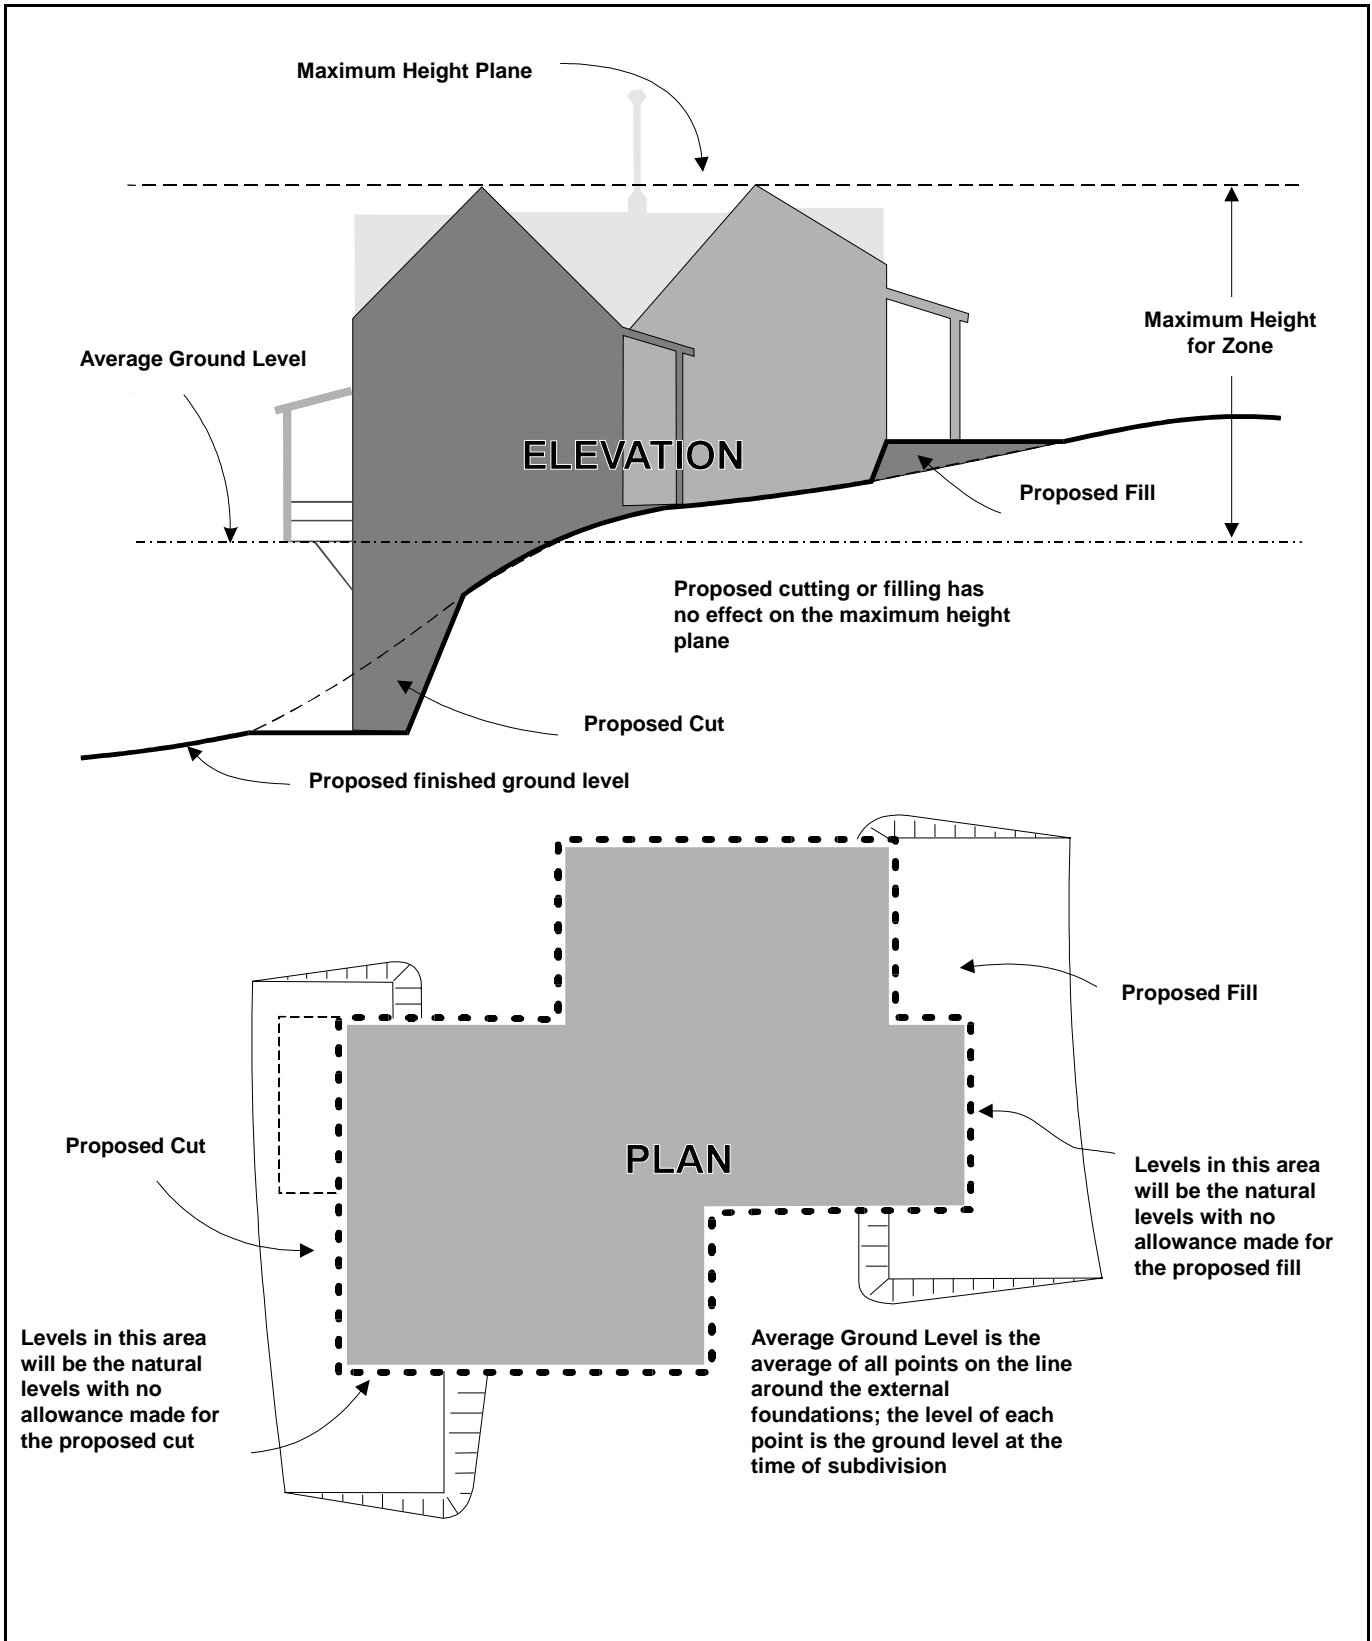 Maximum Height Plane
Maximum Height
for Zone
Average Ground Level
ELEVATION
Proposed Fill
Proposed cutting or filling has
no effect on the maximum height
plane
Proposed Cut
Proposed finished ground level
Proposed Fill
Proposed Cut
PLAN
Levels in this area
will be the natural
levels with no
allowance made for
the proposed fill
Levels in this area
will be the natural
levels with no
allowance made for
the proposed cut
Average Ground Level is the
average of all points on the line
around the external
foundations; the level of each
point is the ground level at the
time of subdivision